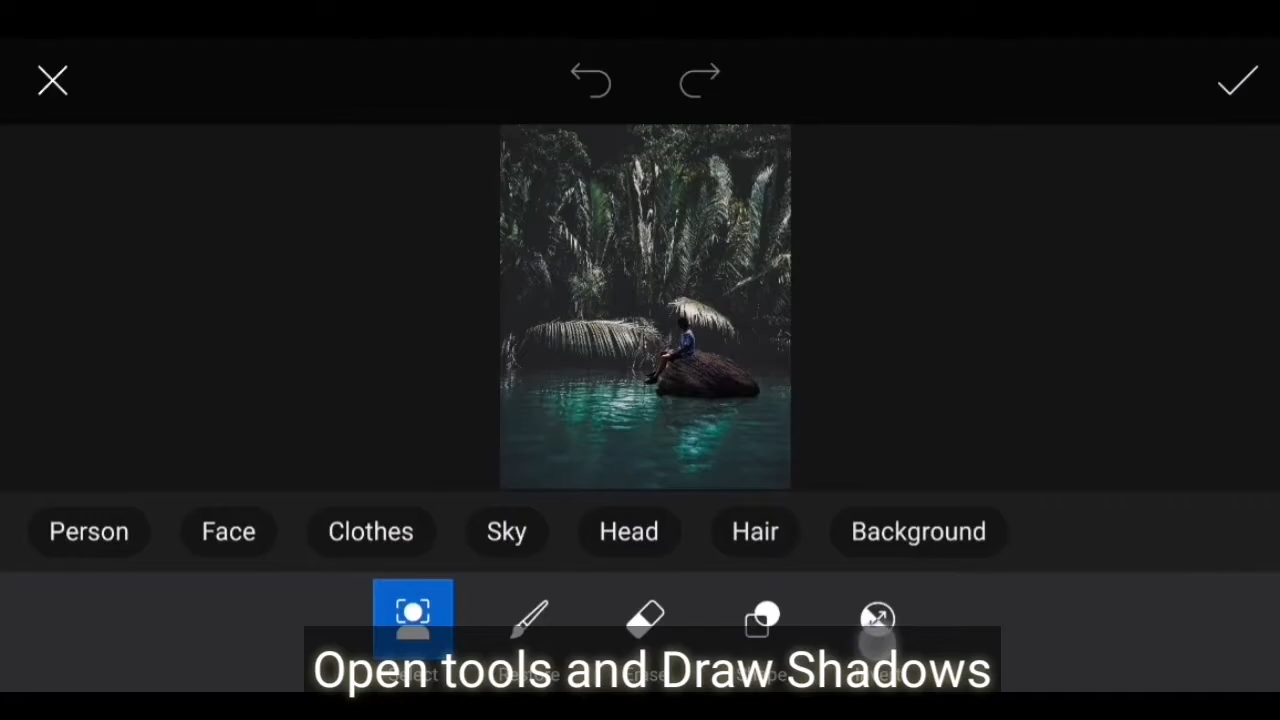 Person Face Clothes Sky Head Hair Background
Open tools and Draw Shadows